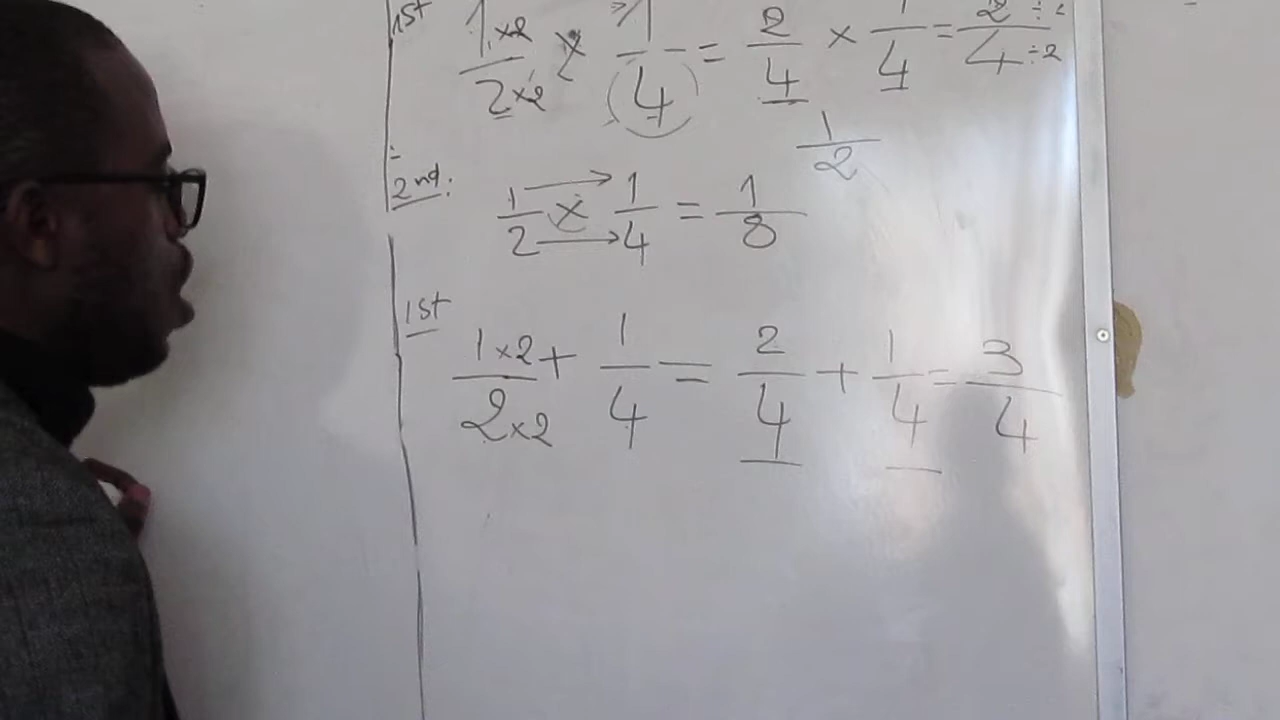 1st 1×2/2×2 × 1/4 = 2/4 × 1/4 = 2÷2/4÷2
1/2
2nd: 1/2 × 1/4 = 1/8
1st
1×2/2×2 + 1/4 = 2/4 + 1/4 = 3/4